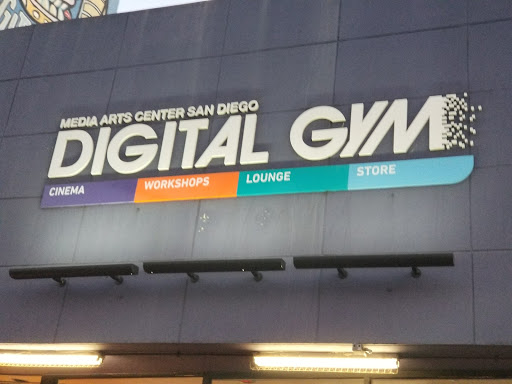 MEDIA ARTS CENTER SAN DIEGO
DIGITAL GYM
CINEMA WORKSHOPS LOUNGE STORE